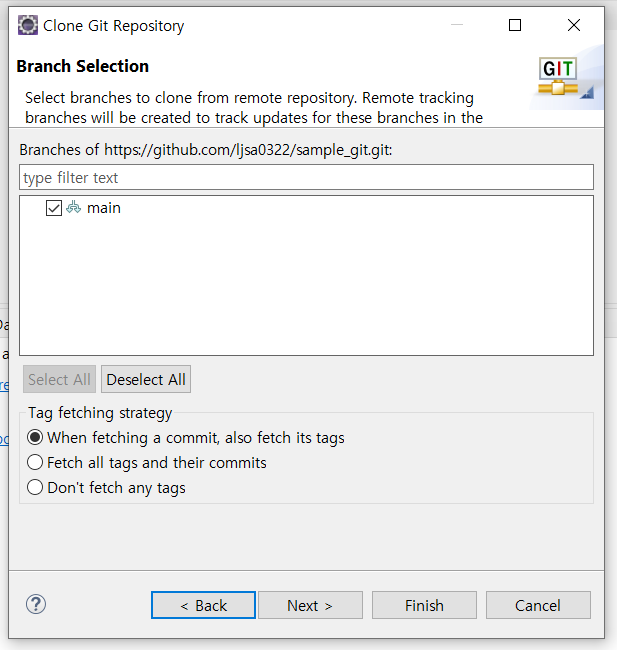 Clone Git Repository
Branch Selection
GIT
Select branches to clone from remote repository. Remote tracking
branches will be created to track updates for these branches in the
Branches of https://github.com/ljsa0322/sample_git.git:
type filter text
main
Select All
Deselect All
Tag fetching strategy
When fetching a commit, also fetch its tags
Fetch all tags and their commits
Don't fetch any tags
?
< Back
Next >
Finish
Cancel